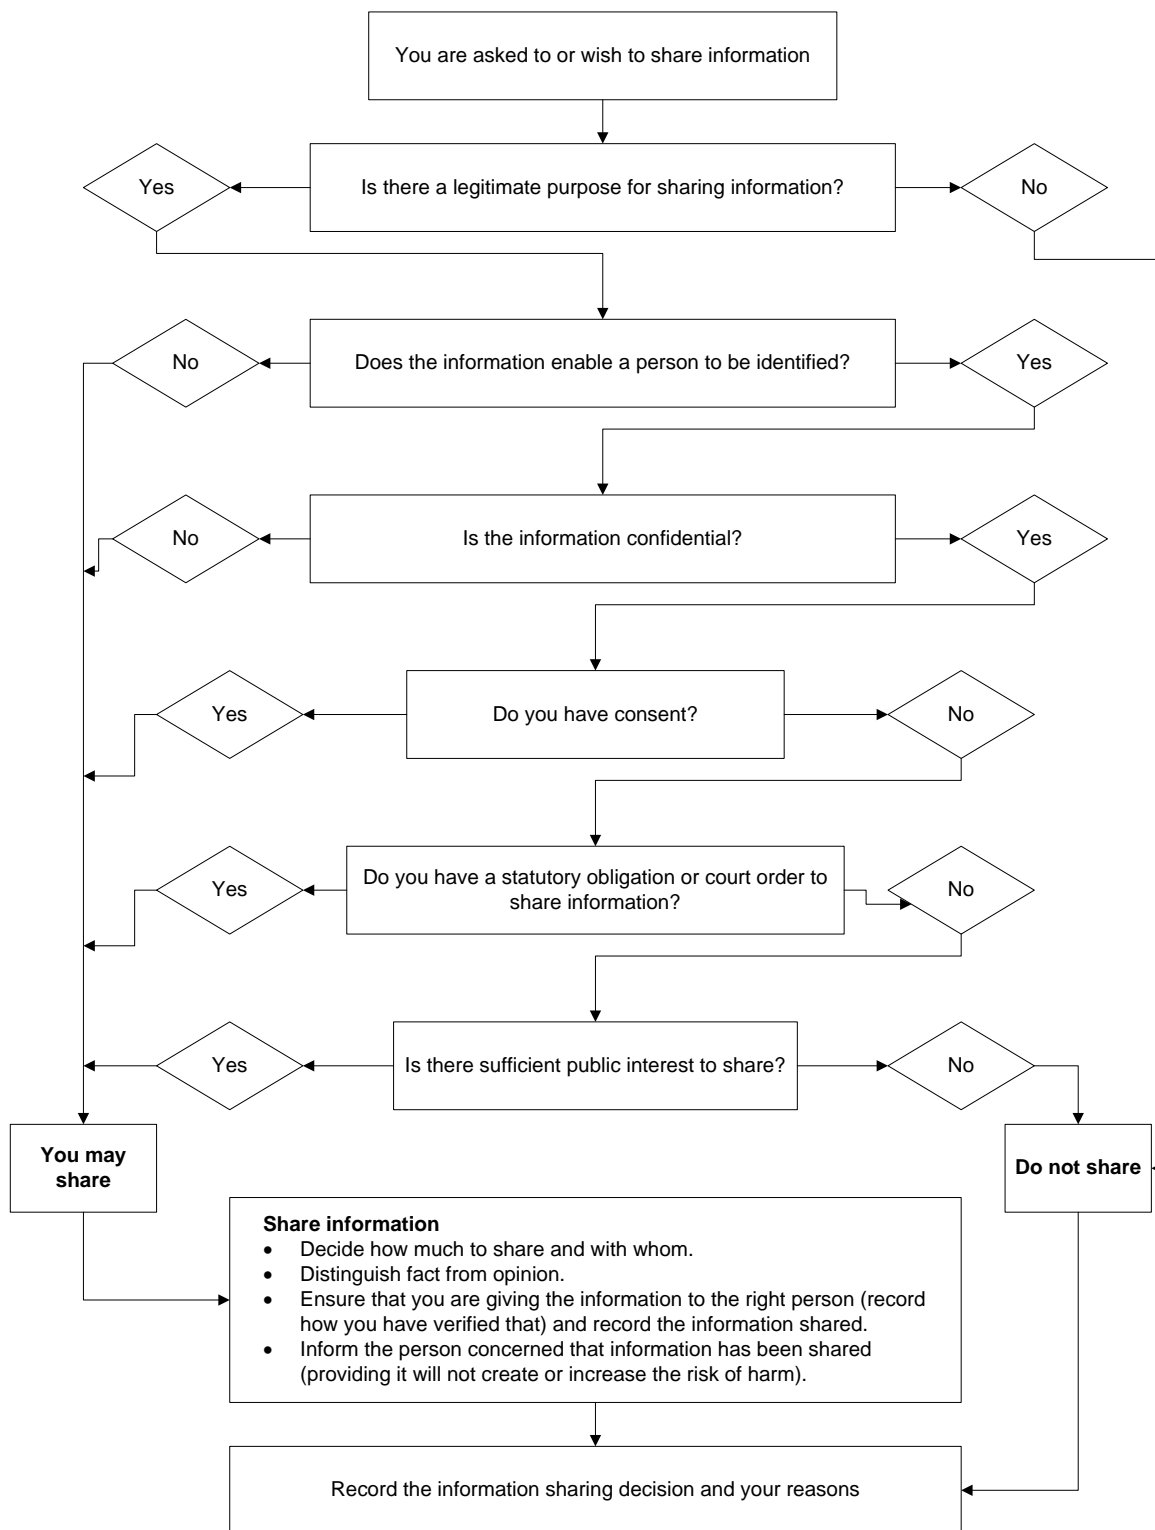 You are asked to or wish to share information
Yes
Is there a legitimate purpose for sharing information?
No
No
Does the information enable a person to be identified?
Yes
No
Is the information confidential?
Yes
Yes
Do you have consent?
No
Yes
Do you have a statutory obligation or court order to
share information?
No
Yes
Is there sufficient public interest to share?
No
You may
share
Do not share
Share information
• Decide how much to share and with whom.
• Distinguish fact from opinion.
• Ensure that you are giving the information to the right person (record
how you have verified that) and record the information shared.
• Inform the person concerned that information has been shared
(providing it will not create or increase the risk of harm).
Record the information sharing decision and your reasons